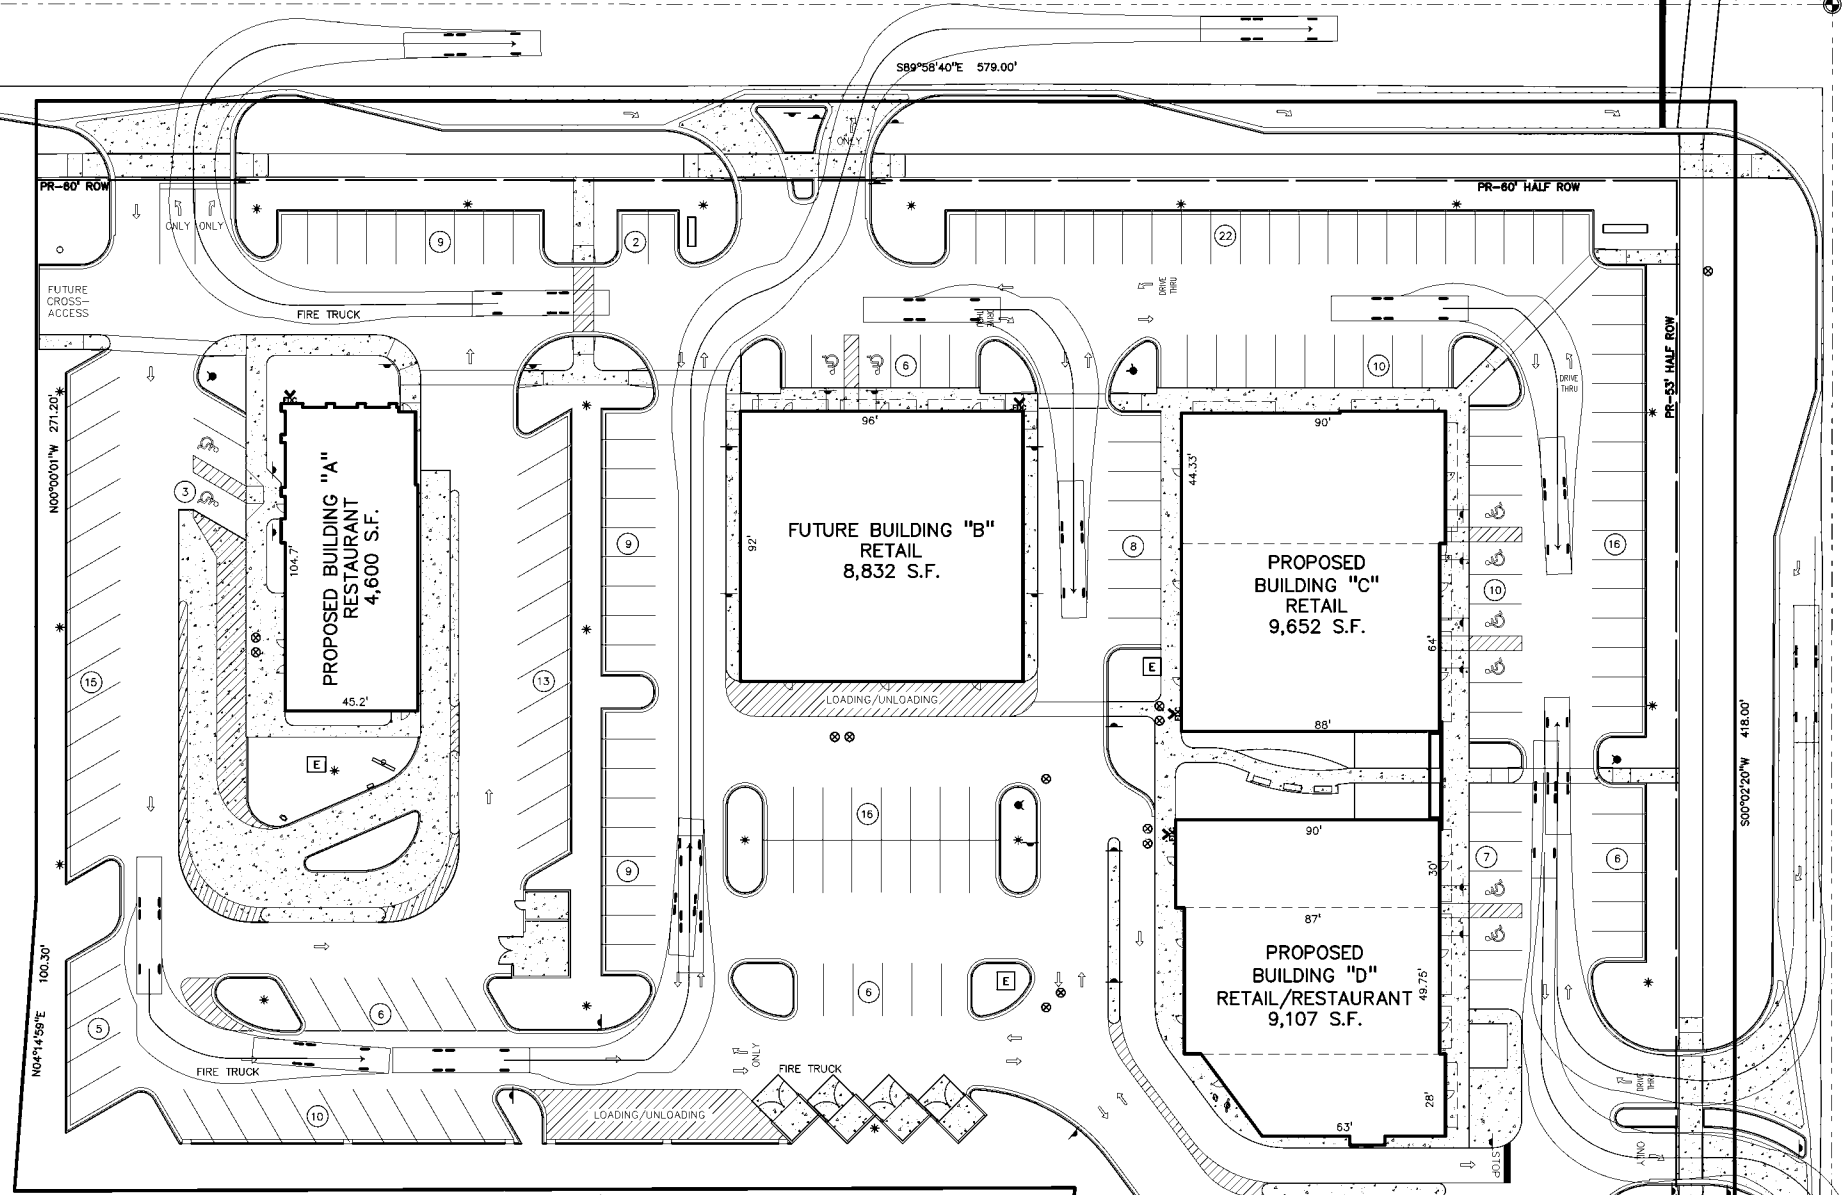 S89°58'40"E 579.00'
ONLY
PR-60' ROW
PR-60' HALF ROW
ONLY
ONLY
9
2
22
FUTURE
CROSS-
ACCESS
FIRE TRUCK
DRIVE
THRU
DRIVE
THRU
PR-53' HALF ROW
6
10
DRIVE
THRU
N00°00'01"W 271.20'
3
PROPOSED BUILDING "A"
RESTAURANT
4,600 S.F.
104.7'
45.2'
15
13
9
96'
92'
FUTURE BUILDING "B"
RETAIL
8,832 S.F.
LOADING/UNLOADING
8
90'
44.33'
PROPOSED
BUILDING "C"
RETAIL
9,652 S.F.
64'
88'
10
16
E
E
S00°02'20"W 418.00'
16
9
90'
30'
7
6
87'
PROPOSED
BUILDING "D"
RETAIL/RESTAURANT
9,107 S.F.
49.75'
28'
63'
N04°14'59"E 100.30'
5
6
6
E
FIRE TRUCK
10
LOADING/UNLOADING
ONLY
FIRE TRUCK
DRIVE
THRU
ONLY
STOP